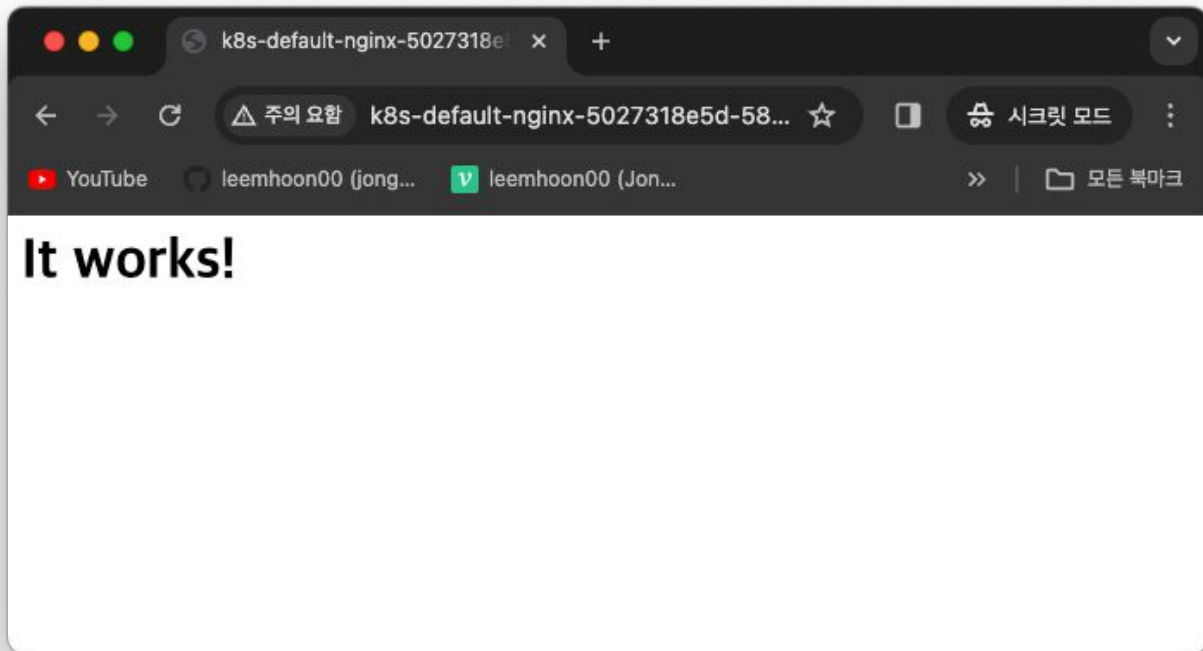 k8s-default-nginx-5027318e
주의 요함 k8s-default-nginx-5027318e5d-58... 시크릿 모드
YouTube leemhoon00 (jong... leemhoon00 (Jon... » 모든 북마크
It works!